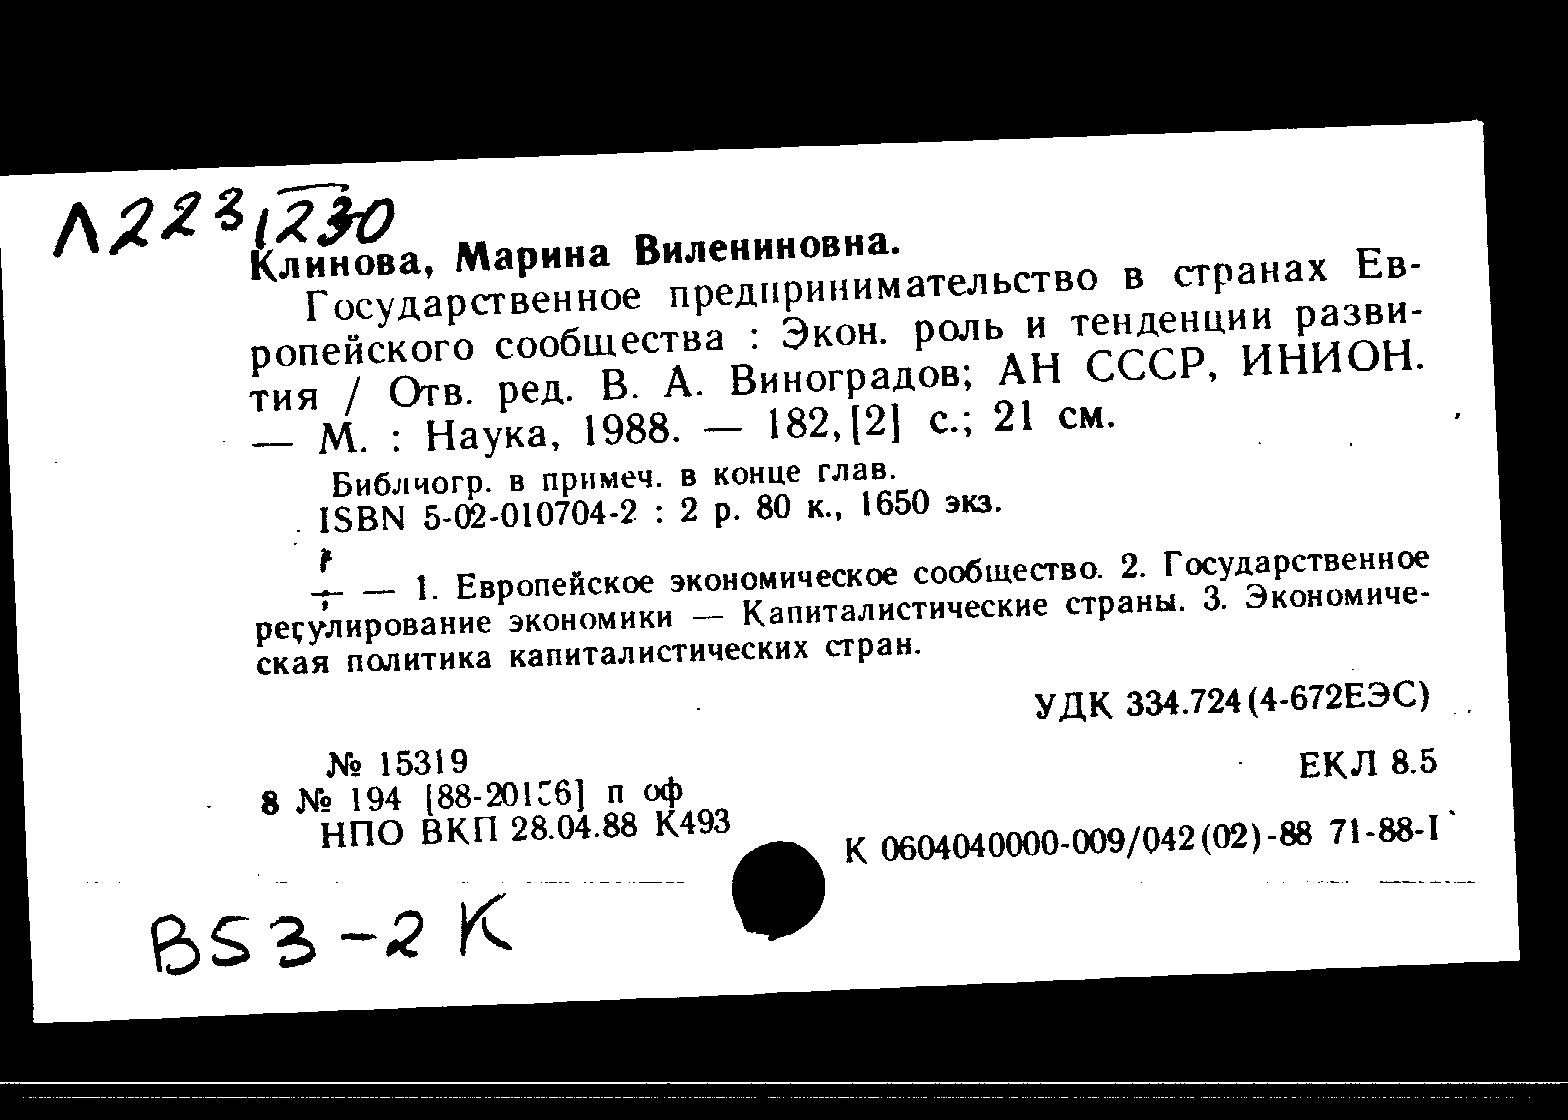 Л223 1230
Клинова, Марина Вилениновна.
Государственное предпринимательство в странах Ев-
ропейского сообщества : Экон. роль и тенденции разви-
тия / Отв. ред. В. А. Виноградов; АН СССР, ИНИОН.
— М. : Наука, 1988. — 182,[2] с.; 21 см.
Библиогр. в примеч. в конце глав.
ISBN 5-02-010704-2 : 2 р. 80 к., 1650 экз.
— — 1. Европейское экономическое сообщество. 2. Государственное
регулирование экономики — Капиталистические страны. 3. Экономиче-
ская политика капиталистических стран.
УДК 334.724(4-672ЕЭС)
№ 15319 ЕКЛ 8.5
8 № 194 п оф
НПО ВКП 28.04.88 К493
К 0604040000-009/042(02)-88 71-88-I
В53-2 К